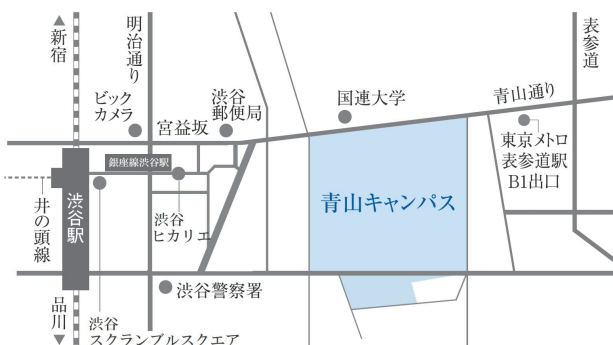 ▲新宿
明治通り
表参道
ビック
カメラ
宮益坂
渋谷
郵便局
国連大学
青山通り
東京メトロ
表参道駅
B1出口
銀座線渋谷駅
井の頭線
渋谷駅
渋谷
ヒカリエ
青山キャンパス
渋谷警察署
品川▼
渋谷
スクランブルスクエア